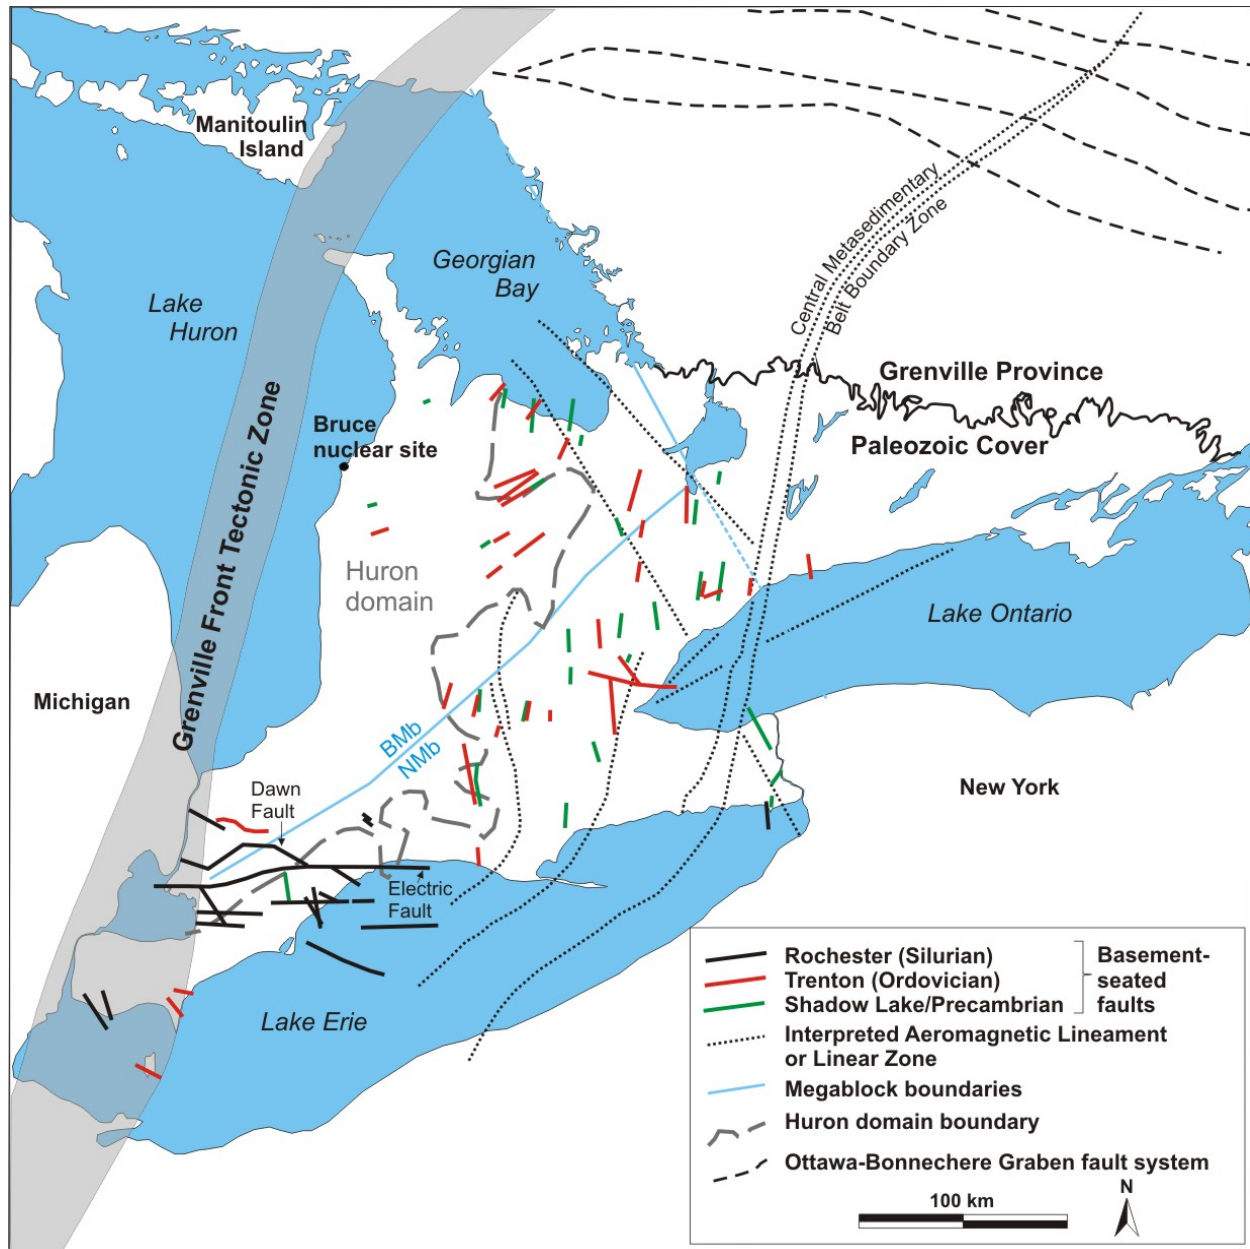 Manitoulin
Island
Georgian
Bay
Lake
Huron
Central Metasedimentary
Belt Boundary Zone
Grenville Front Tectonic Zone
Grenville Province
Paleozoic Cover
Bruce
nuclear site
Huron
domain
Lake Ontario
Michigan
BMb
NMb
New York
Dawn
Fault
Electric
Fault
Lake Erie
Rochester (Silurian)
Trenton (Ordovician)
Shadow Lake/Precambrian
Basement-
seated
faults
Interpreted Aeromagnetic Lineament
or Linear Zone
Megablock boundaries
Huron domain boundary
Ottawa-Bonnechere Graben fault system
100 km
N